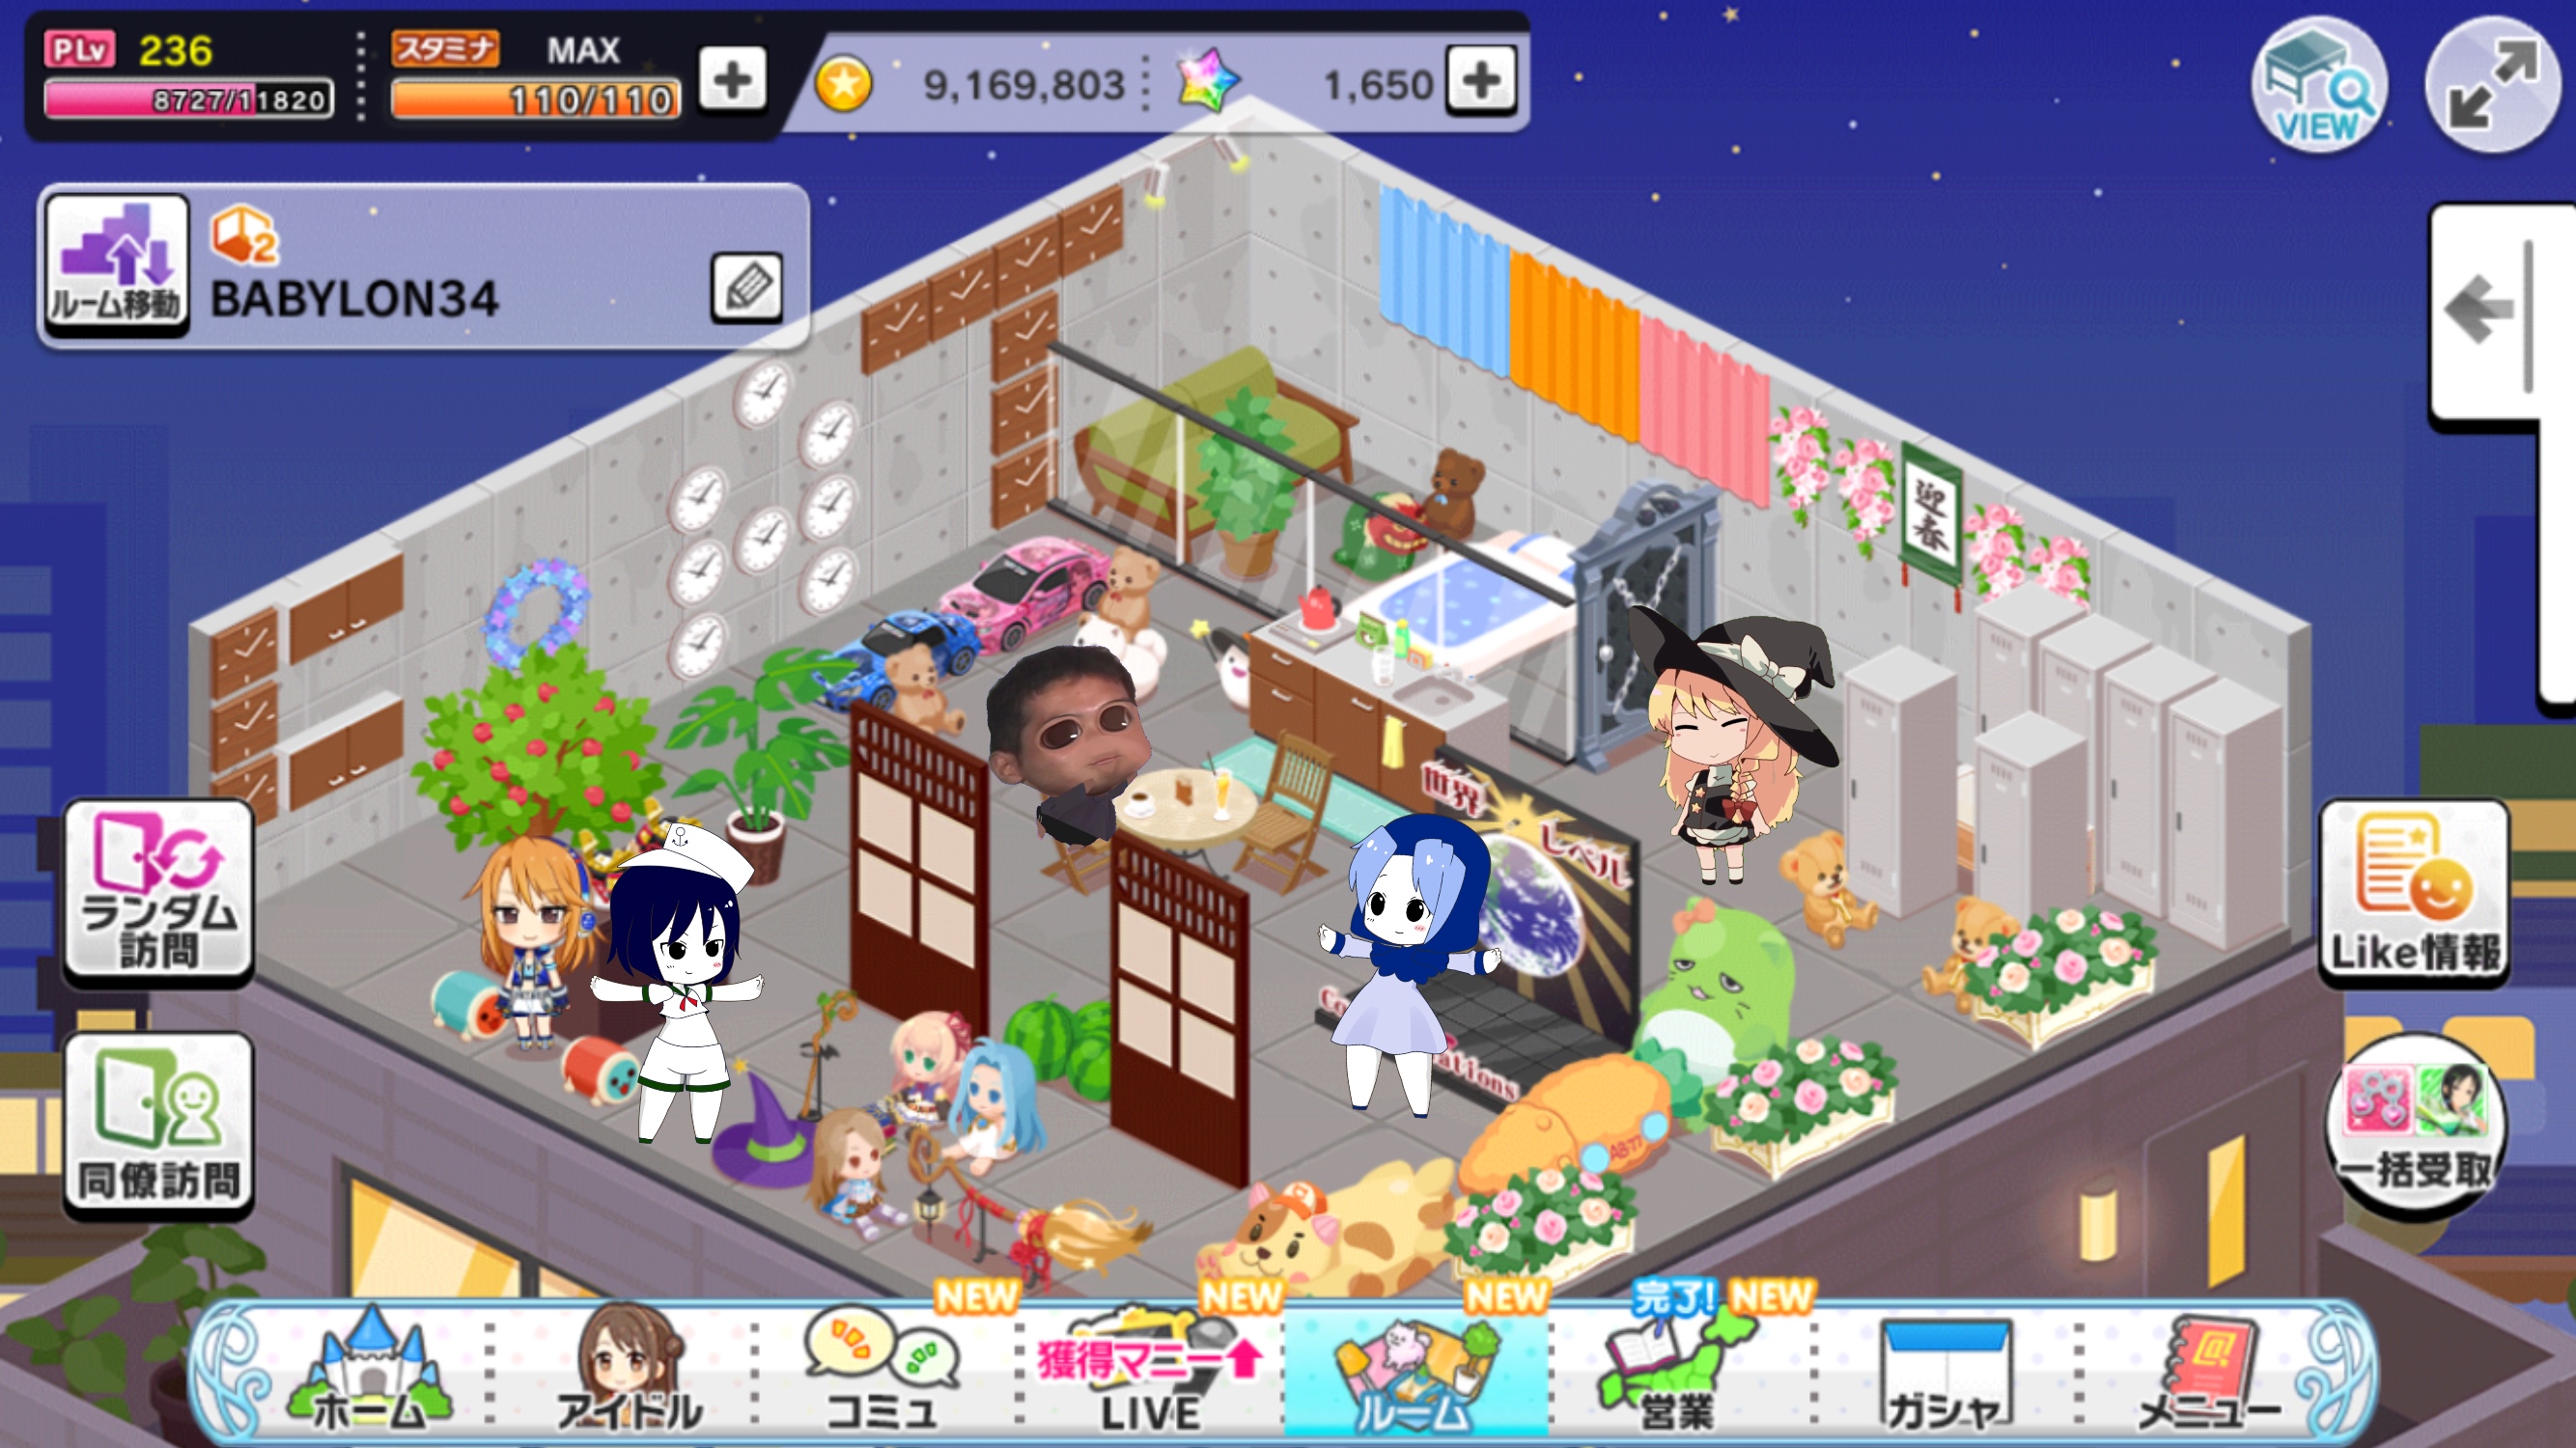 PLv 236
8727/11820
スタミナ MAX
110/110
9,169,803
1,650
VIEW
ルーム移動
2
BABYLON34
迎春
世界
レベル
ランダム
訪問
同僚訪問
Like情報
一括受取
A877
NEW
NEW
NEW
完了! NEW
ホーム
アイドル
コミュ
獲得マニー
LIVE
ルーム
営業
ガシャ
メニュー